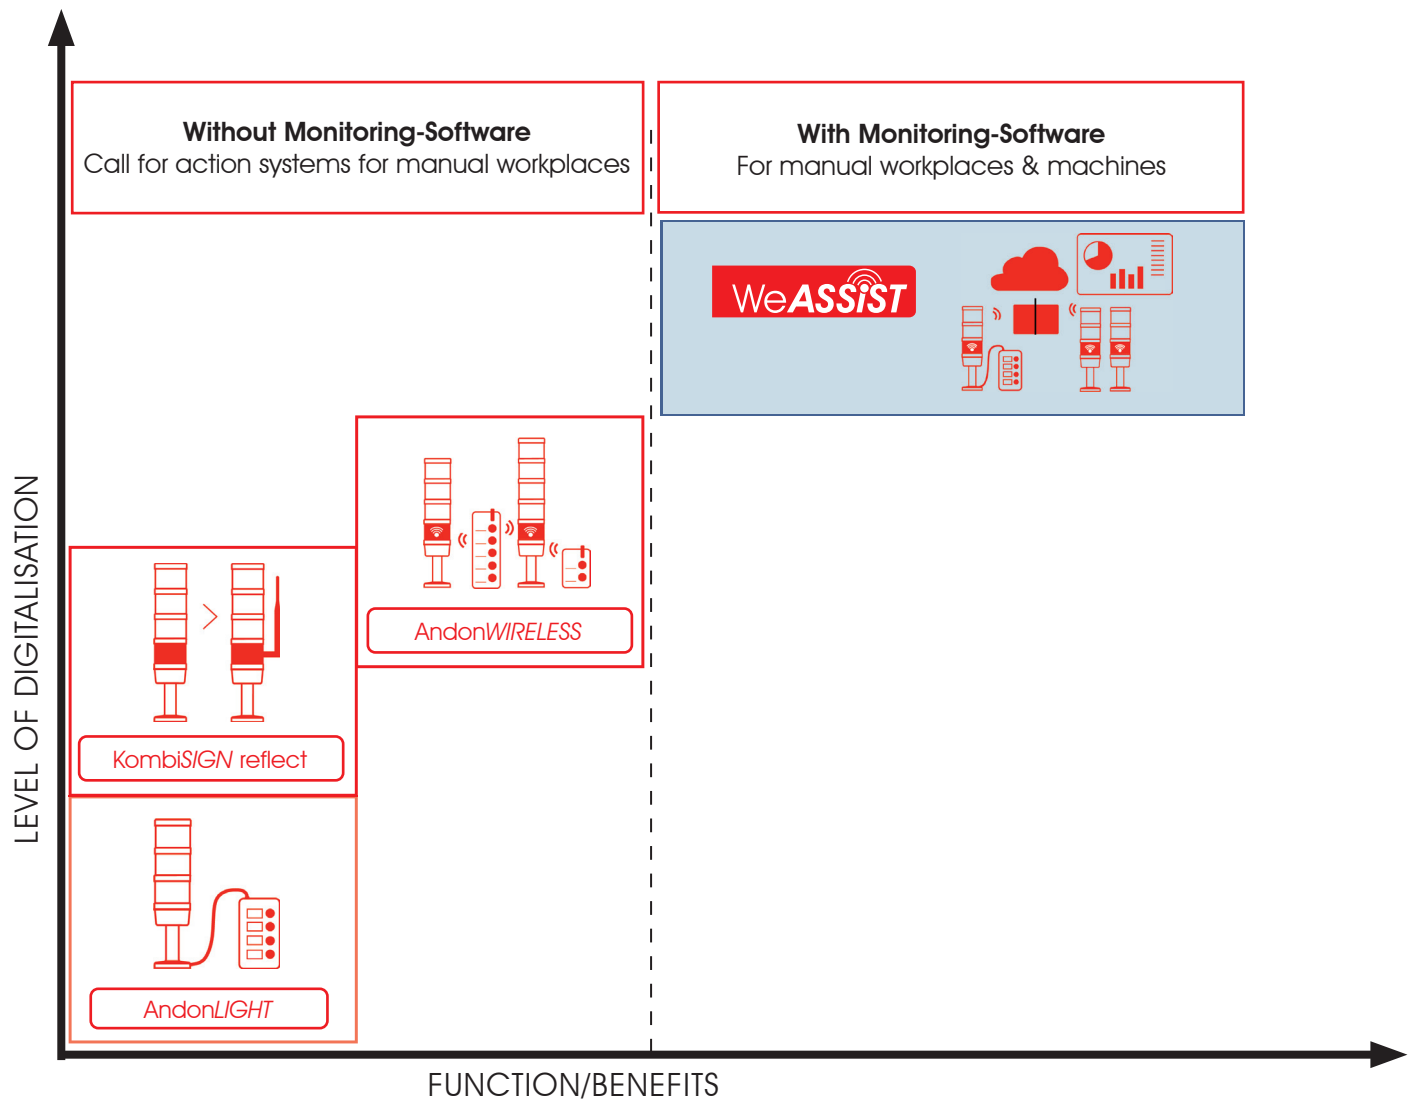 Without Monitoring-Software
Call for action systems for manual workplaces
With Monitoring-Software
For manual workplaces & machines
WeASSiST
AndonWIRELESS
KombiSIGN reflect
AndonLIGHT
LEVEL OF DIGITALISATION
FUNCTION/BENEFITS